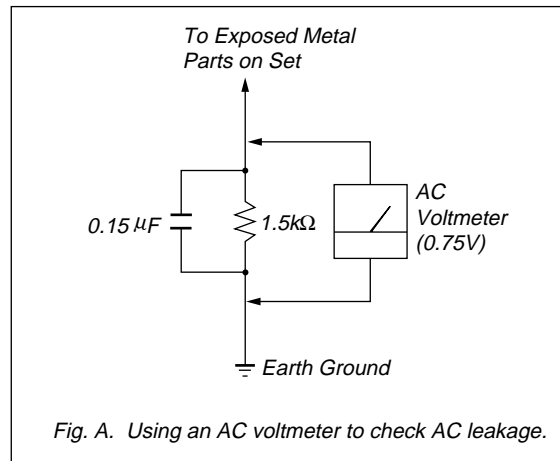 To Exposed Metal
Parts on Set
0.15 μF
1.5kΩ
AC
Voltmeter
(0.75V)
Earth Ground
Fig. A. Using an AC voltmeter to check AC leakage.